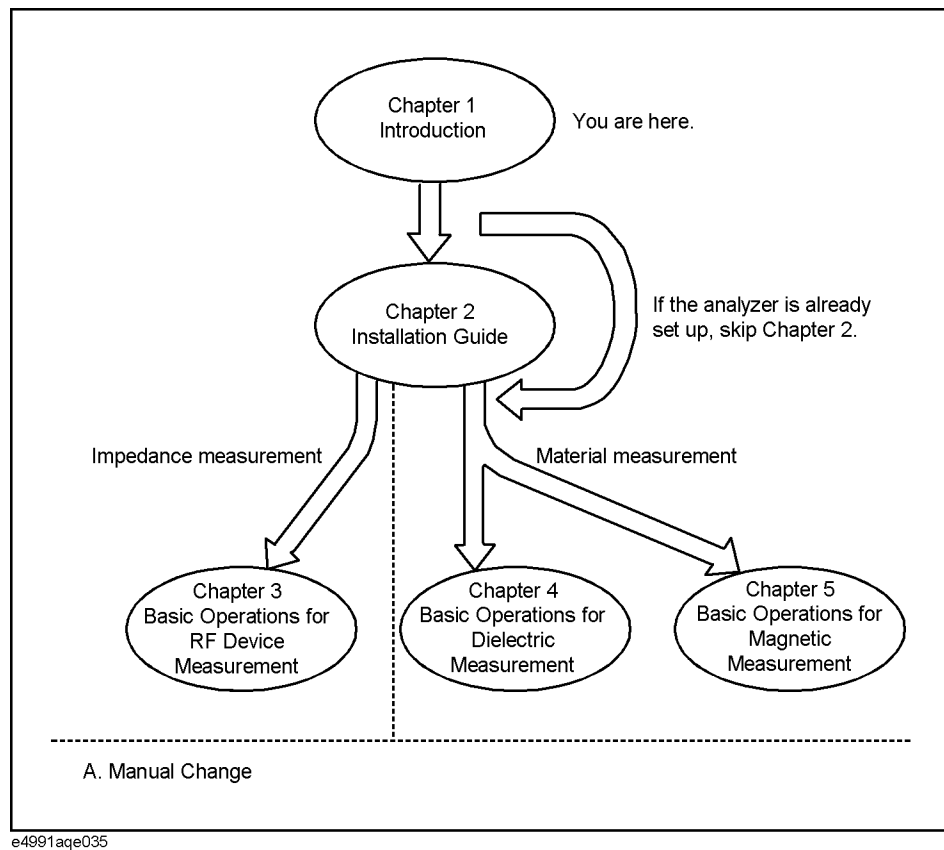 Chapter 1
Introduction
You are here.
Chapter 2
Installation Guide
If the analyzer is already
set up, skip Chapter 2.
Impedance measurement
Material measurement
Chapter 3
Basic Operations for
RF Device
Measurement
Chapter 4
Basic Operations for
Dielectric
Measurement
Chapter 5
Basic Operations for
Magnetic
Measurement
A. Manual Change
e4991aqe035